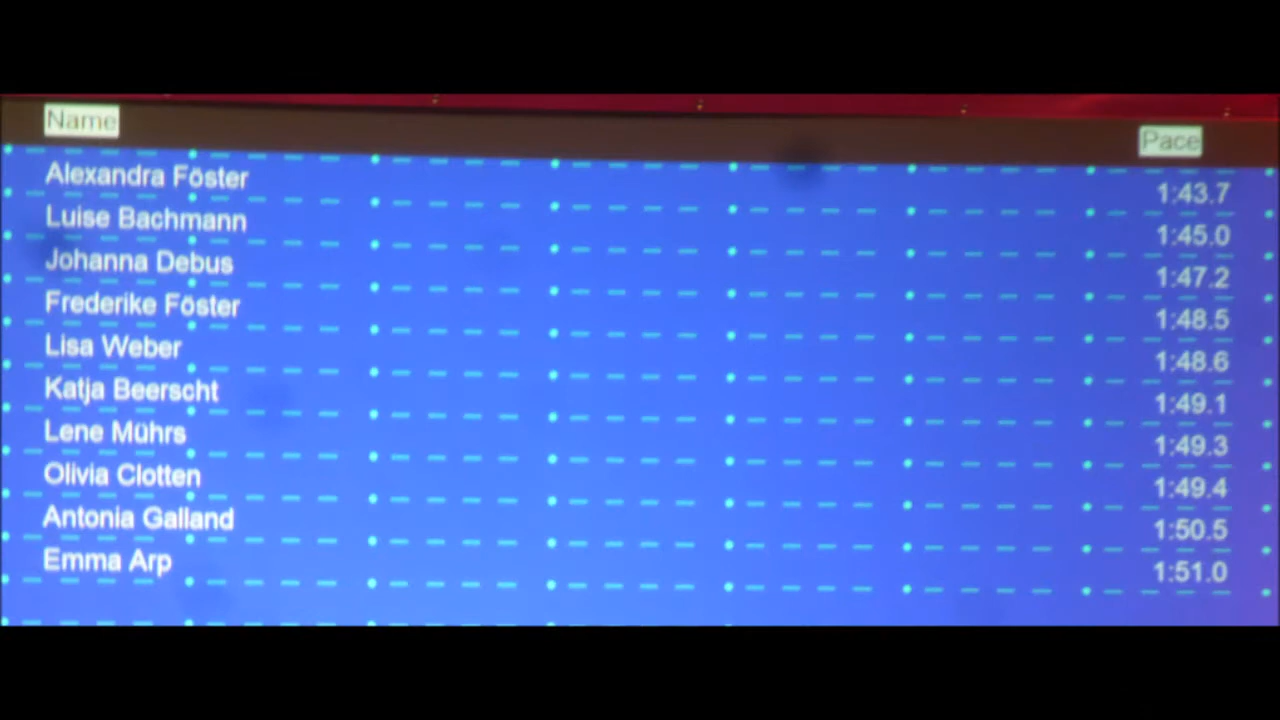 Name Pace
Alexandra Föster 1:43.7
Luise Bachmann 1:45.0
Johanna Debus 1:47.2
Frederike Föster 1:48.5
Lisa Weber 1:48.6
Katja Beerscht 1:49.1
Lene Mührs 1:49.3
Olivia Clotten 1:49.4
Antonia Galland 1:50.5
Emma Arp 1:51.0